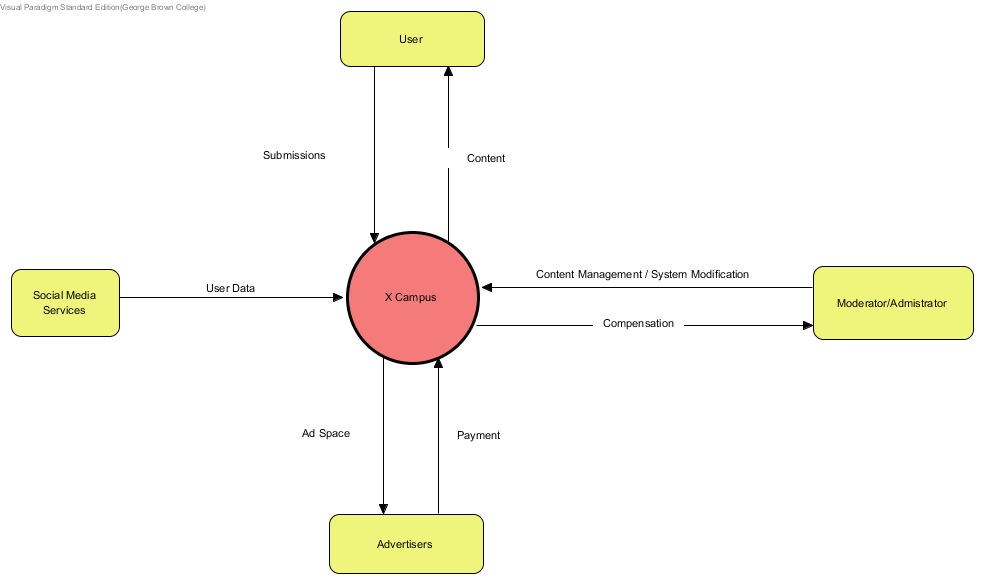 Visual Paradigm Standard Edition(George Brown College)
User
Submissions
Content
Content Management / System Modification
Social Media
Services
User Data
X Campus
Moderator/Admistrator
Compensation
Ad Space
Payment
Advertisers